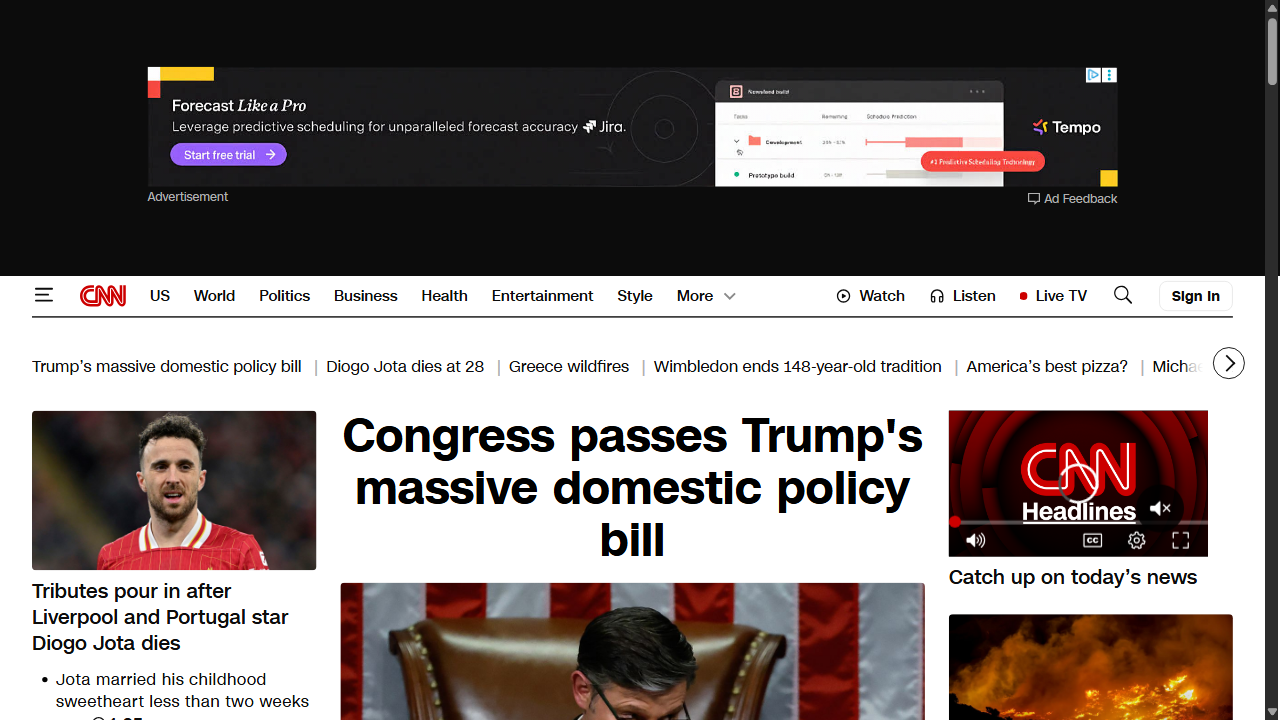 Forecast Like a Pro
Leverage predictive scheduling for unparalleled forecast accuracy Jira.
Start free trial
Newsfeed build
Tasks Remaining Schedule Prediction
Development
Prototype build
#1 Predictive Scheduling Technology
Tempo
Advertisement
Ad Feedback
CNN US World Politics Business Health Entertainment Style More Watch Listen Live TV Sign in
Trump’s massive domestic policy bill | Diogo Jota dies at 28 | Greece wildfires | Wimbledon ends 148-year-old tradition | America’s best pizza? |
Tributes pour in after
Liverpool and Portugal star
Diogo Jota dies
• Jota married his childhood
sweetheart less than two weeks
Congress passes Trump's
massive domestic policy
bill
CNN
Headlines
CC
Catch up on today’s news